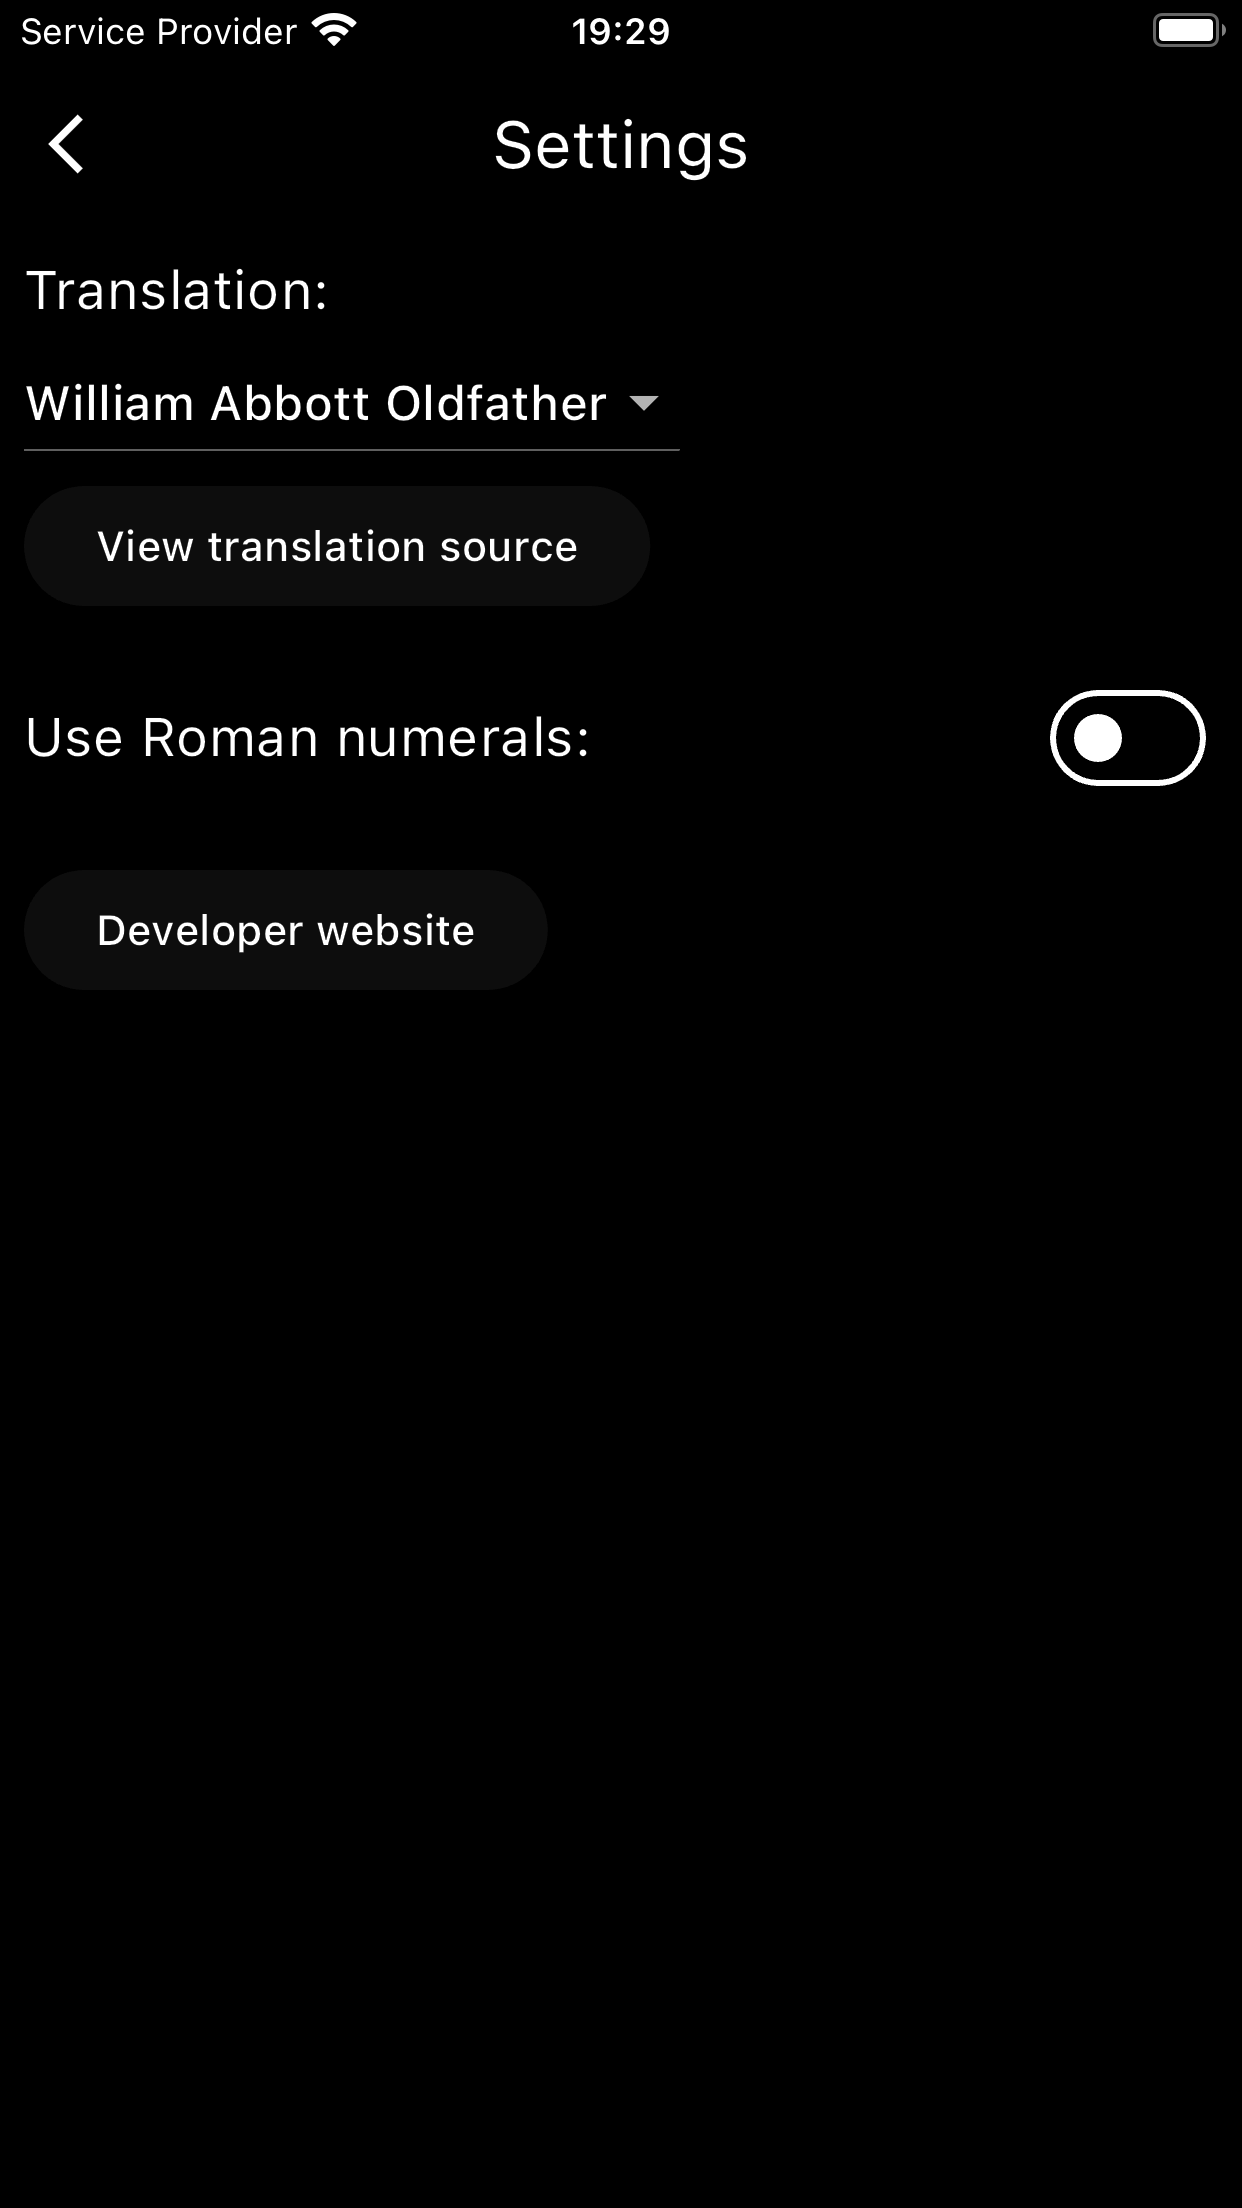 Service Provider 19:29
Settings
Translation:
William Abbott Oldfather
View translation source
Use Roman numerals:
Developer website